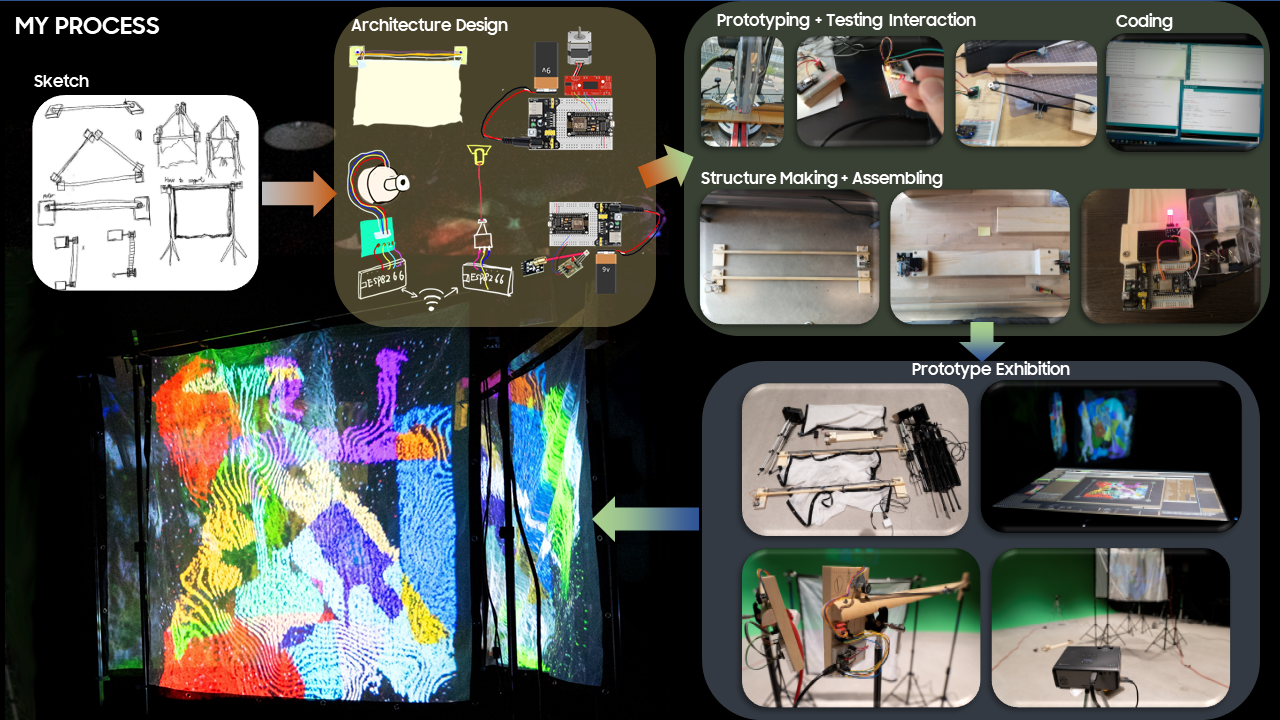 MY PROCESS
Sketch
How to support
motor
Architecture Design
9V
ESP8266
ESP8266
9V
Prototyping + Testing Interaction
Coding
Structure Making + Assembling
Prototype Exhibition